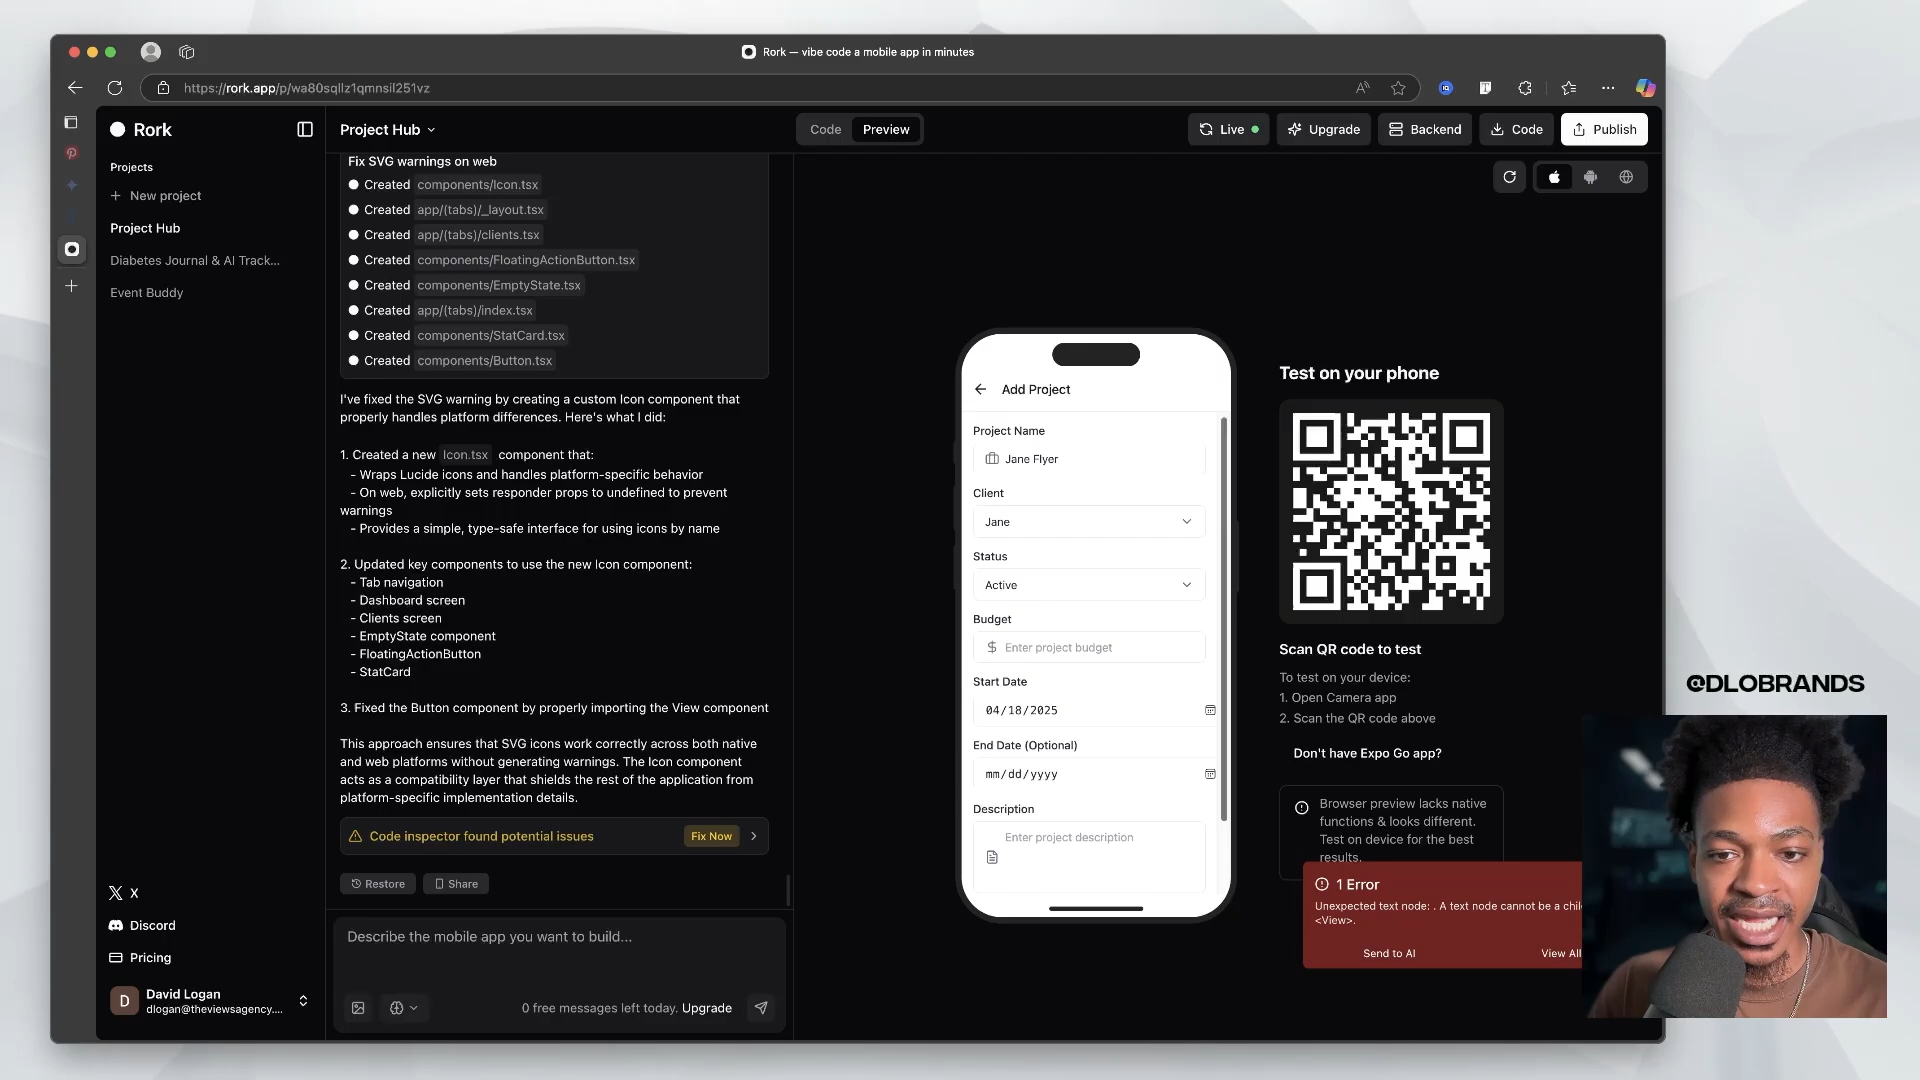 Rork — vibe code a mobile app in minutes
https://rork.app/p/wa80sqllz1qmnsil251vz
Rork
Projects
New project
Project Hub
Diabetes Journal & AI Track...
Event Buddy
X
Discord
Pricing
D
David Logan
dlogan@theviewsagency....
Project Hub
Code
Preview
Live
Upgrade
Backend
Code
Publish
Fix SVG warnings on web
Created components/Icon.tsx
Created app/(tabs)/_layout.tsx
Created app/(tabs)/clients.tsx
Created components/FloatingActionButton.tsx
Created components/EmptyState.tsx
Created app/(tabs)/index.tsx
Created components/StatCard.tsx
Created components/Button.tsx
I've fixed the SVG warning by creating a custom Icon component that
properly handles platform differences. Here's what I did:
1. Created a new Icon.tsx component that:
- Wraps Lucide icons and handles platform-specific behavior
- On web, explicitly sets responder props to undefined to prevent
warnings
- Provides a simple, type-safe interface for using icons by name
2. Updated key components to use the new Icon component:
- Tab navigation
- Dashboard screen
- Clients screen
- EmptyState component
- FloatingActionButton
- StatCard
3. Fixed the Button component by properly importing the View component
This approach ensures that SVG icons work correctly across both native
and web platforms without generating warnings. The Icon component
acts as a compatibility layer that shields the rest of the application from
platform-specific implementation details.
Code inspector found potential issues
Fix Now
Restore
Share
Describe the mobile app you want to build...
0 free messages left today. Upgrade
Add Project
Project Name
Jane Flyer
Client
Jane
Status
Active
Budget
$ Enter project budget
Start Date
04/18/2025
End Date (Optional)
mm/dd/yyyy
Description
Enter project description
Test on your phone
Scan QR code to test
To test on your device:
1. Open Camera app
2. Scan the QR code above
Don't have Expo Go app?
Browser preview lacks native
functions & looks different.
Test on device for the best
results.
1 Error
Unexpected text node: . A text node cannot be a
<View>.
Send to AI
View All
@DLOBRANDS